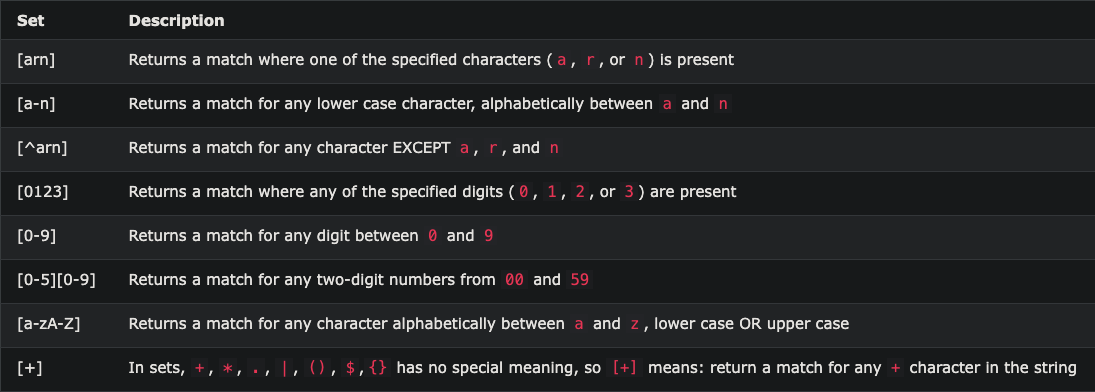 Set Description
[arn] Returns a match where one of the specified characters ( a , r , or n ) is present
[a-n] Returns a match for any lower case character, alphabetically between a and n
[^arn] Returns a match for any character EXCEPT a , r , and n
[0123] Returns a match where any of the specified digits ( 0 , 1 , 2 , or 3 ) are present
[0-9] Returns a match for any digit between 0 and 9
[0-5][0-9] Returns a match for any two-digit numbers from 00 and 59
[a-zA-Z] Returns a match for any character alphabetically between a and z , lower case OR upper case
[+] In sets, + , * , . , | , () , $ , {} has no special meaning, so [+] means: return a match for any + character in the string